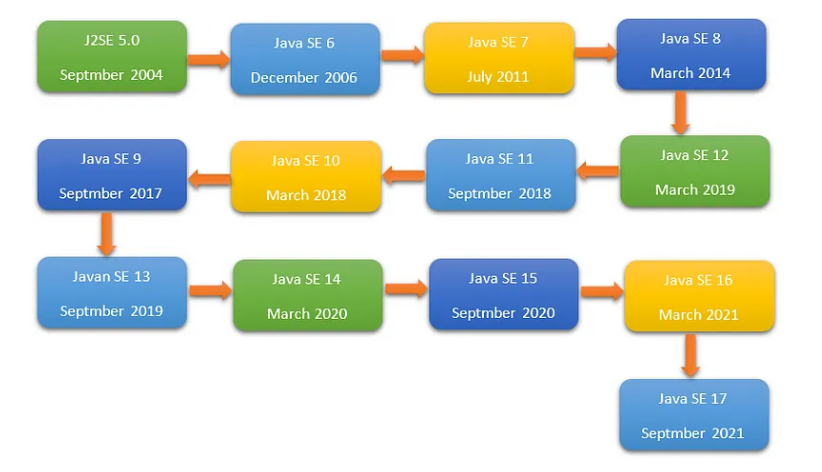 J2SE 5.0
Septmber 2004
Java SE 6
December 2006
Java SE 7
July 2011
Java SE 8
March 2014
Java SE 9
Septmber 2017
Java SE 10
March 2018
Java SE 11
Septmber 2018
Java SE 12
March 2019
Javan SE 13
Septmber 2019
Java SE 14
March 2020
Java SE 15
Septmber 2020
Java SE 16
March 2021
Java SE 17
Septmber 2021